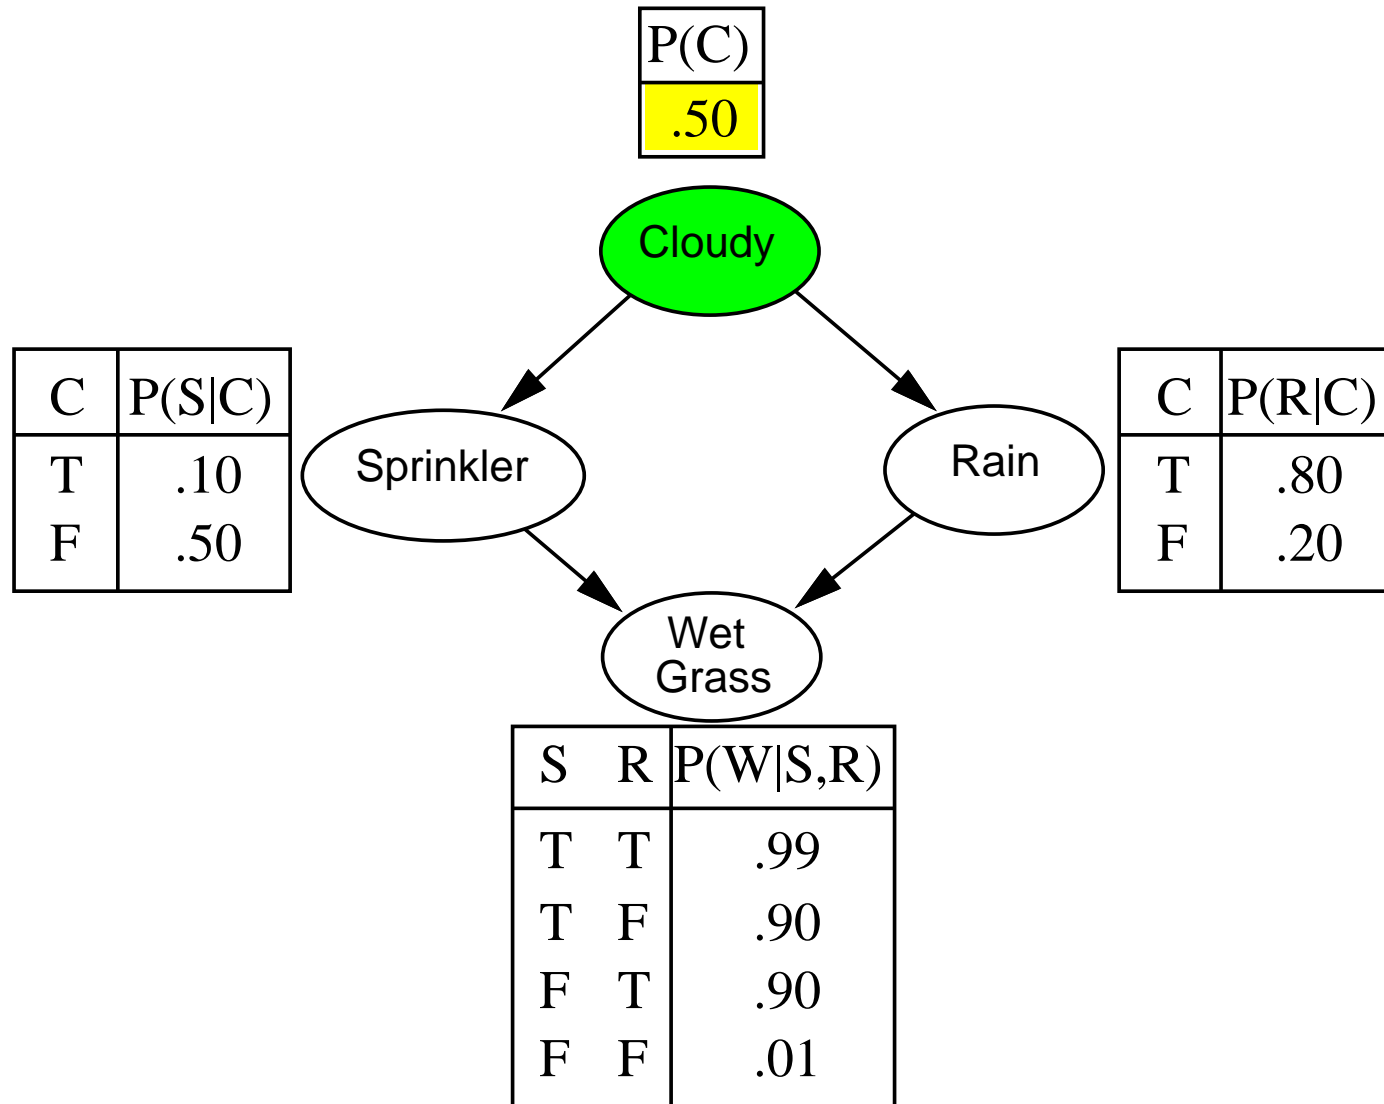 P(C)
.50
Cloudy
C P(S|C)
T .10
F .50
Sprinkler
Rain
C P(R|C)
T .80
F .20
Wet
Grass
S R P(W|S,R)
T T .99
T F .90
F T .90
F F .01